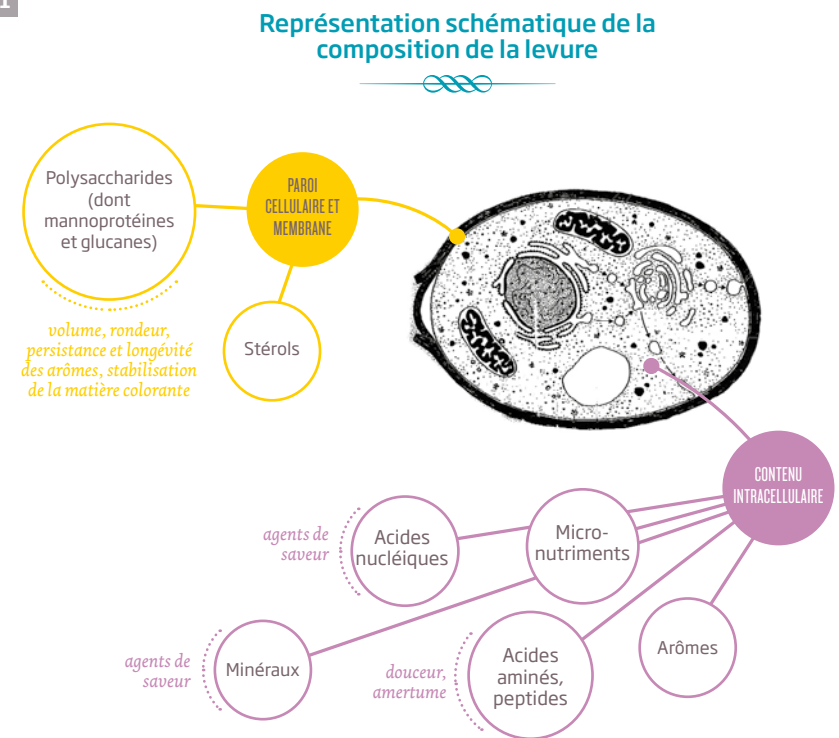 1
Représentation schématique de la
composition de la levure
Polysaccharides
(dont
mannoprotéines
et glucanes)
PAROI
CELLULAIRE ET
MEMBRANE
volume, rondeur,
persistance et longévité
des arômes, stabilisation
de la matière colorante
Stérols
CONTENU
INTRACELLULAIRE
agents de
saveur
Acides
nucléiques
Micro-
nutriments
agents de
saveur
Minéraux
douceur,
amertume
Acides
aminés,
peptides
Arômes